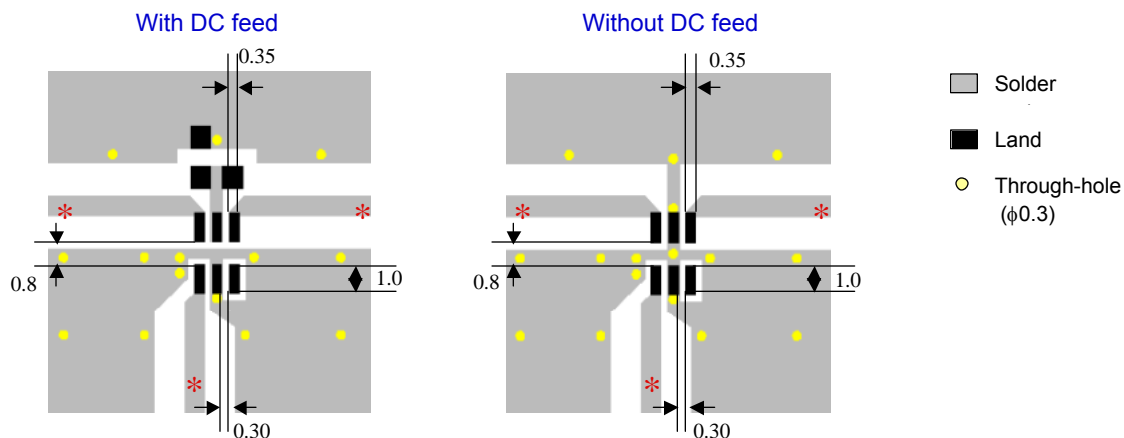 With DC feed
0.35
*
*
0.8
1.0
*
0.30
Without DC feed
0.35
*
*
0.8
1.0
*
0.30
Solder
Land
Through-hole
(ϕ0.3)